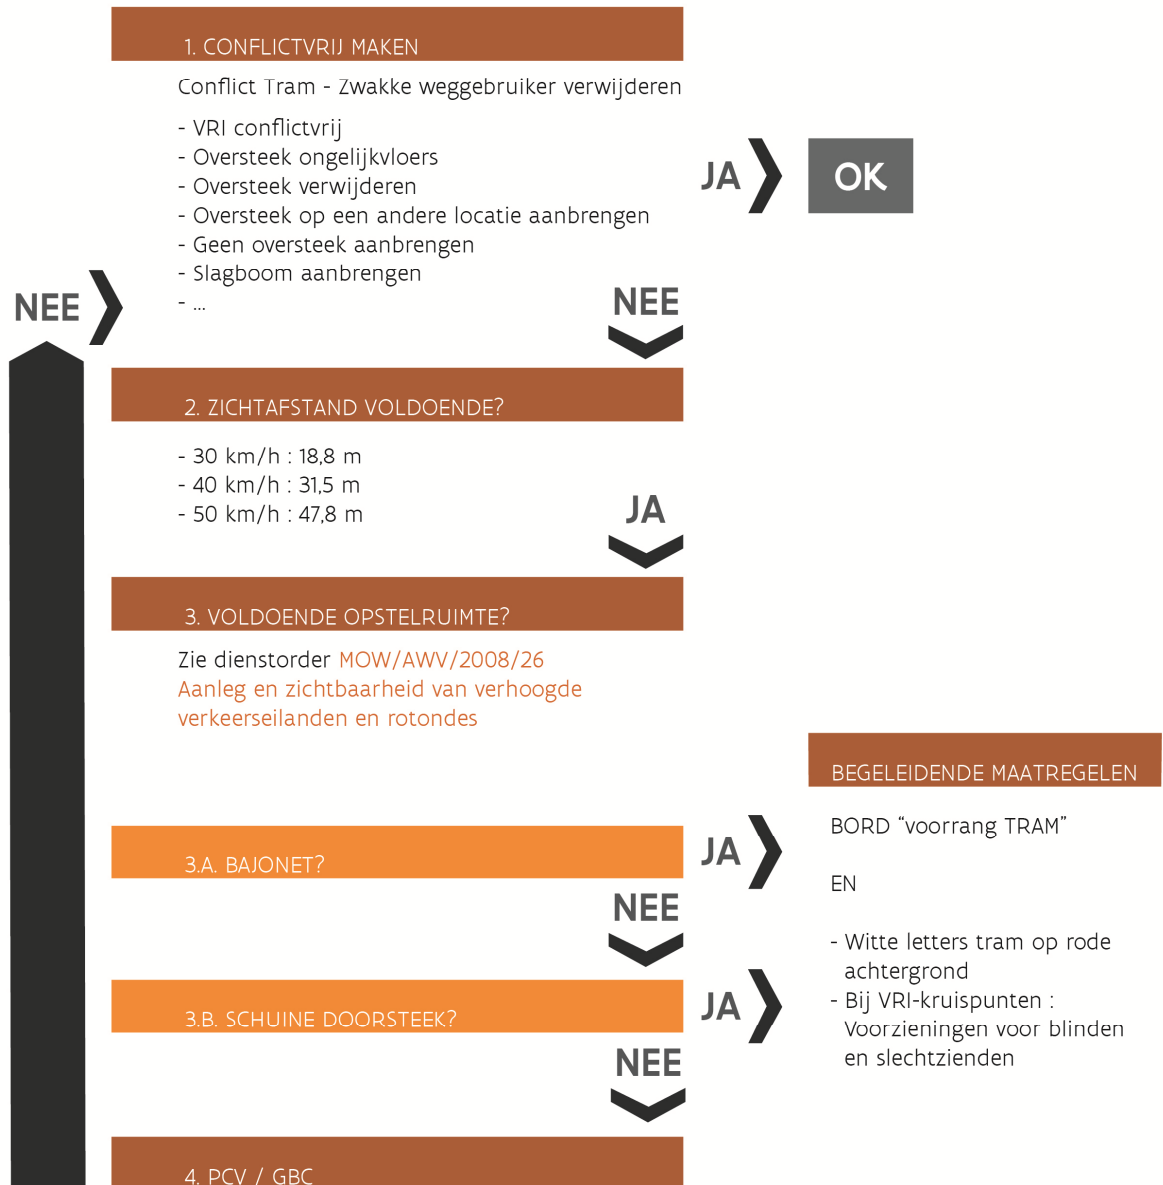 1. CONFLICTVRIJ MAKEN
Conflict Tram - Zwakke weggebruiker verwijderen
- VRI conflictvrij
- Oversteek ongelijkvloers
- Oversteek verwijderen
- Oversteek op een andere locatie aanbrengen
- Geen oversteek aanbrengen
- Slagboom aanbrengen
- ...
JA
OK
NEE
NEE
2. ZICHTAFSTAND VOLDOENDE?
- 30 km/h : 18,8 m
- 40 km/h : 31,5 m
- 50 km/h : 47,8 m
JA
3. VOLDOENDE OPSTELRUIMTE?
Zie dienstorder MOW/AWV/2008/26
Aanleg en zichtbaarheid van verhoogde
verkeerseilanden en rotondes
3.A. BAJONET?
JA
NEE
3.B. SCHUINE DOORSTEEK?
JA
NEE
BEGELEIDENDE MAATREGELEN
BORD “voorrang TRAM”
EN
- Witte letters tram op rode
achtergrond
- Bij VRI-kruispunten :
Voorzieningen voor blinden
en slechtzienden
4. PCV / GBC